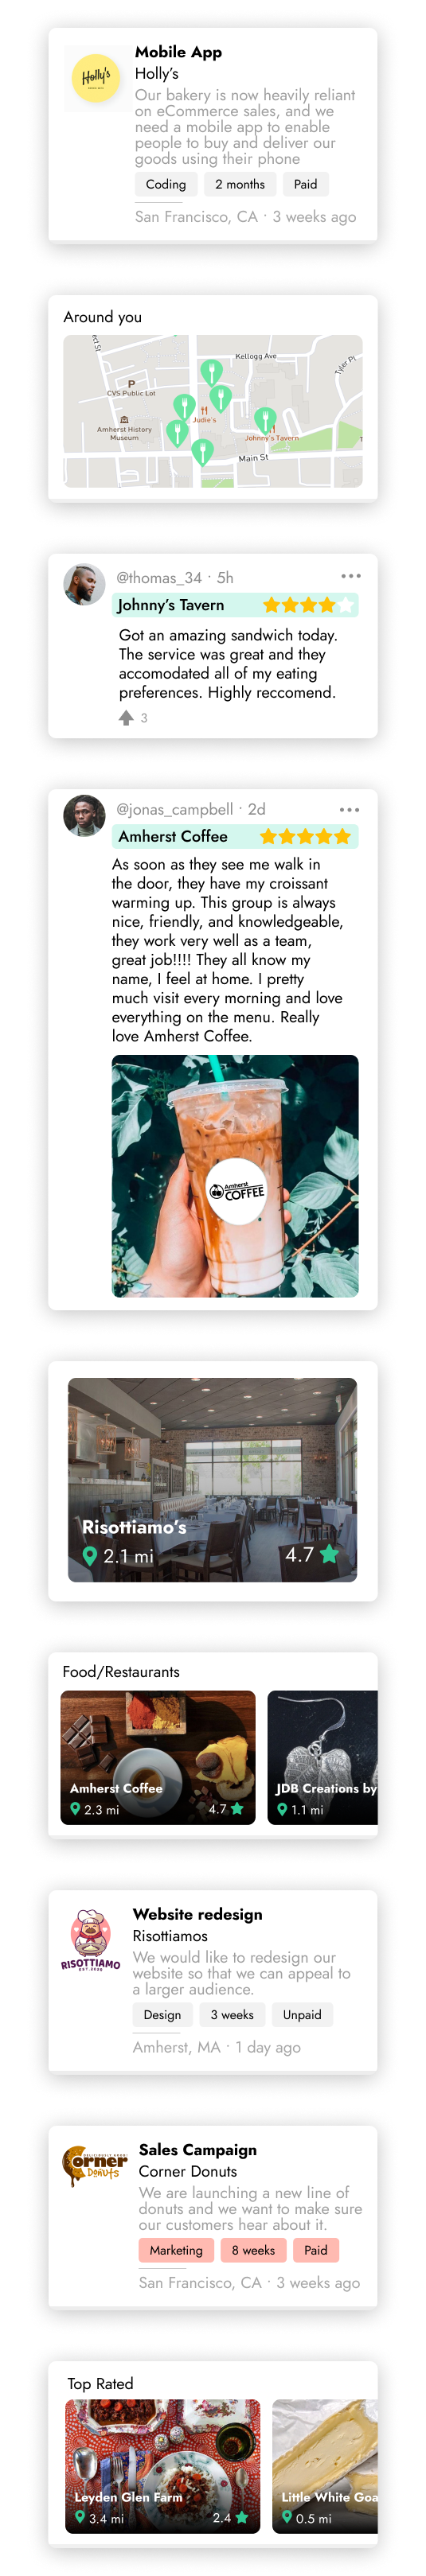 Holly's
Mobile App
Holly's
Our bakery is now heavily reliant
on eCommerce sales, and we
need a mobile app to enable
people to buy and deliver our
goods using their phone
Coding 2 months Paid
San Francisco, CA · 3 weeks ago
Around you
ect St
Kellogg Ave
Tyler Pl
P
CVS Public Lot
Amherst History
Museum
Judie's
Johnny's Tavern
Main St
@thomas_34 · 5h
Johnny's Tavern
Got an amazing sandwich today.
The service was great and they
accomodated all of my eating
preferences. Highly reccomend.
3
@jonas_campbell · 2d
Amherst Coffee
As soon as they see me walk in
the door, they have my croissant
warming up. This group is always
nice, friendly, and knowledgeable,
they work very well as a team,
great job!!!! They all know my
name, I feel at home. I pretty
much visit every morning and love
everything on the menu. Really
love Amherst Coffee.
Amherst
COFFEE
Risottiamo's
2.1 mi 4.7
Food/Restaurants
Amherst Coffee
2.3 mi 4.7
JDB Creations by
1.1 mi
RISOTTIAMO
Website redesign
Risottiamos
We would like to redesign our
website so that we can appeal to
a larger audience.
Design 3 weeks Unpaid
Amherst, MA · 1 day ago
Corner
Donuts
Sales Campaign
Corner Donuts
We are launching a new line of
donuts and we want to make sure
our customers hear about it.
Marketing 8 weeks Paid
San Francisco, CA · 3 weeks ago
Top Rated
Leyden Glen Farm
3.4 mi 2.4
Little White Goa
0.5 mi